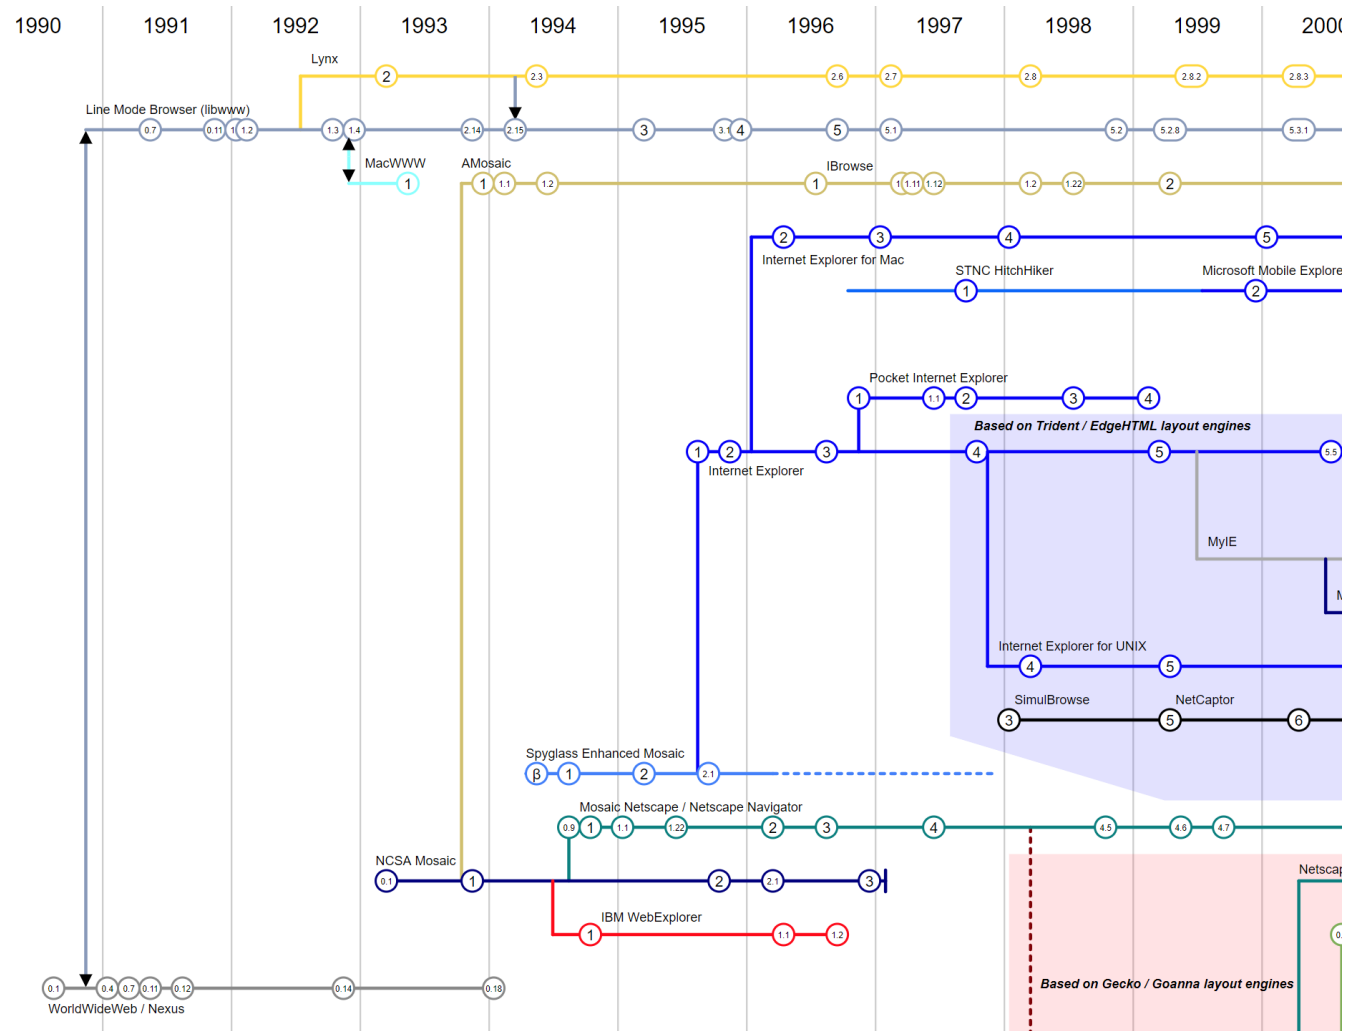 1990 1991 1992 1993 1994 1995 1996 1997 1998 1999 200
Lynx
2 2.3 2.6 2.7 2.8 2.8.2 2.8.3
Line Mode Browser (libwww)
0.7 0.11 1 1.2 1.3 1.4 2.14 2.15 3 3.1 4 5 5.1 5.2 5.2.8 5.3.1
MacWWW AMosaic IBrowse
1 1 1.1 1.2 1 1 1.11 1.12 1.2 1.22 2
2 3 4 5
Internet Explorer for Mac
STNC HitchHiker Microsoft Mobile Explore
1 2
Pocket Internet Explorer
1 1.1 2 3 4
Based on Trident / EdgeHTML layout engines
1 2 3 4 5 5.5
Internet Explorer
MyIE
Internet Explorer for UNIX
4 5
SimulBrowse NetCaptor
3 5 6
Spyglass Enhanced Mosaic
β 1 2 2.1
Mosaic Netscape / Netscape Navigator
0.9 1 1.1 1.22 2 3 4 4.5 4.6 4.7
NCSA Mosaic Netscap
0.1 1 2 2.1 3
IBM WebExplorer
1 1.1 1.2 0.
Based on Gecko / Goanna layout engines
0.1 0.4 0.7 0.11 0.12 0.14 0.18
WorldWideWeb / Nexus